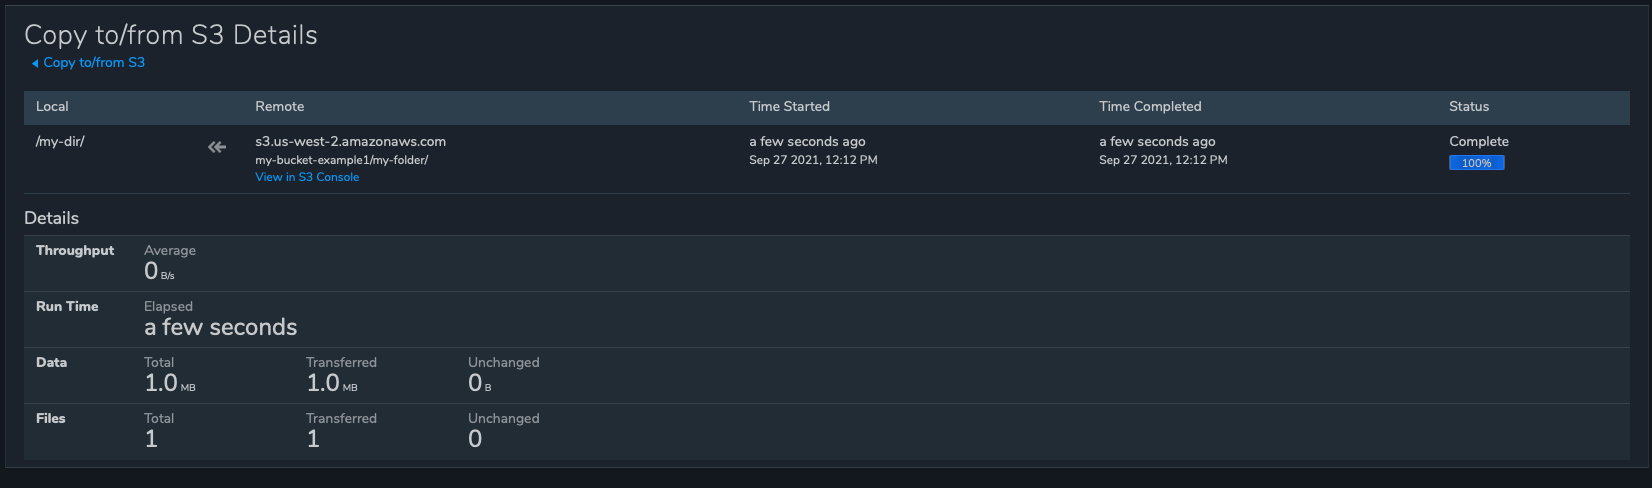 Copy to/from S3 Details
Copy to/from S3
Local Remote Time Started Time Completed Status
/my-dir/ s3.us-west-2.amazonaws.com a few seconds ago a few seconds ago Complete
my-bucket-example1/my-folder/ Sep 27 2021, 12:12 PM Sep 27 2021, 12:12 PM 100%
View in S3 Console
Details
Throughput Average
0 B/s
Run Time Elapsed
a few seconds
Data Total Transferred Unchanged
1.0 MB 1.0 MB 0 B
Files Total Transferred Unchanged
1 1 0